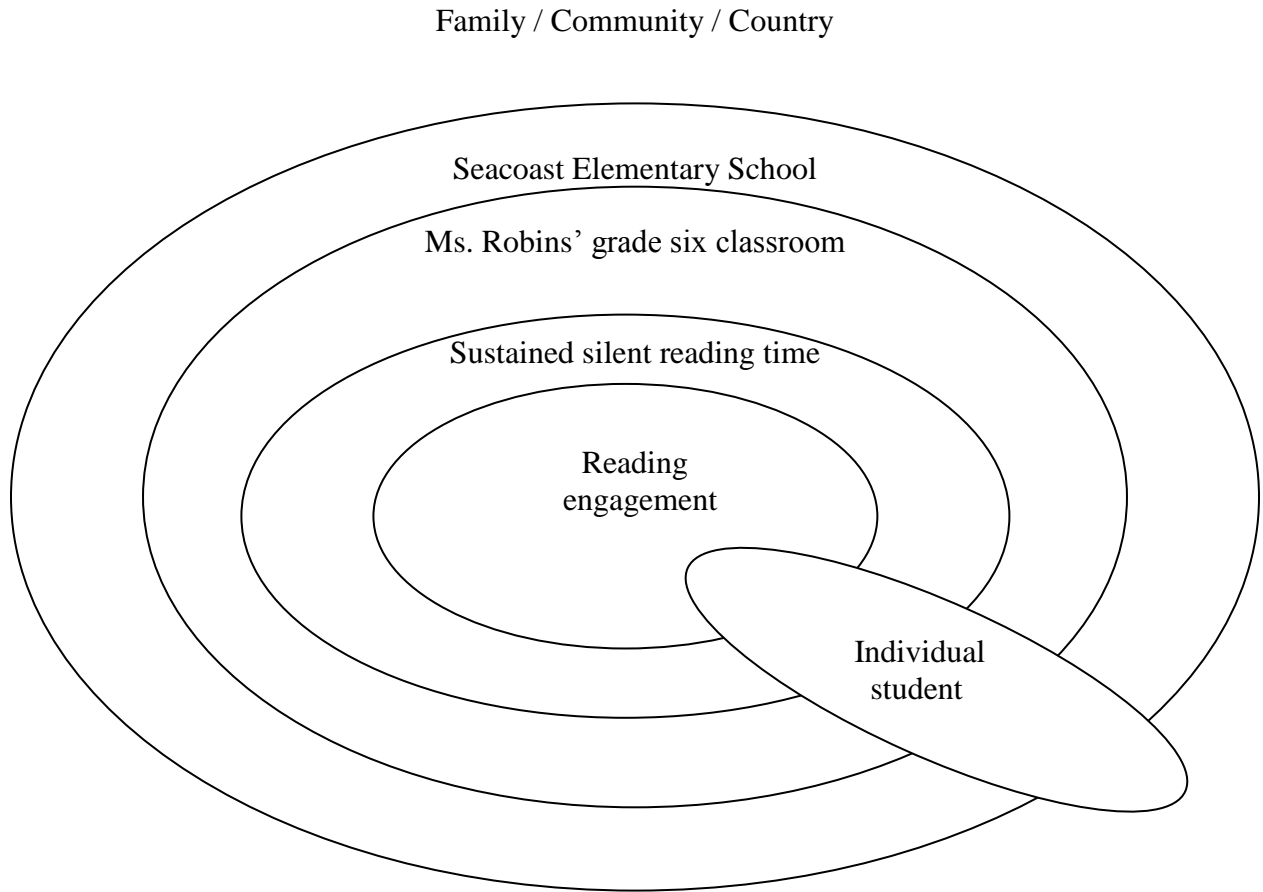 Family / Community / Country
Seacoast Elementary School
Ms. Robins’ grade six classroom
Sustained silent reading time
Reading
engagement
Individual
student